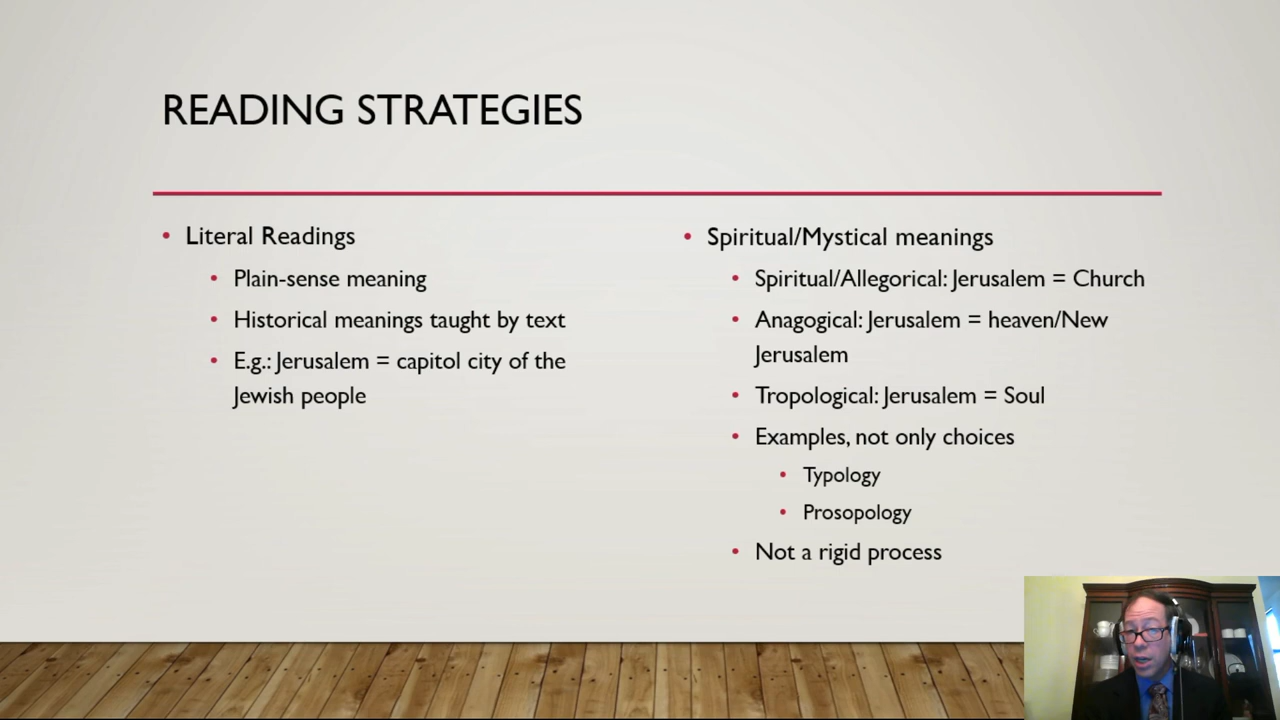 READING STRATEGIES
• Literal Readings
• Plain-sense meaning
• Historical meanings taught by text
• E.g.: Jerusalem = capitol city of the
Jewish people
• Spiritual/Mystical meanings
• Spiritual/Allegorical: Jerusalem = Church
• Anagogical: Jerusalem = heaven/New
Jerusalem
• Tropological: Jerusalem = Soul
• Examples, not only choices
• Typology
• Prosopology
• Not a rigid process